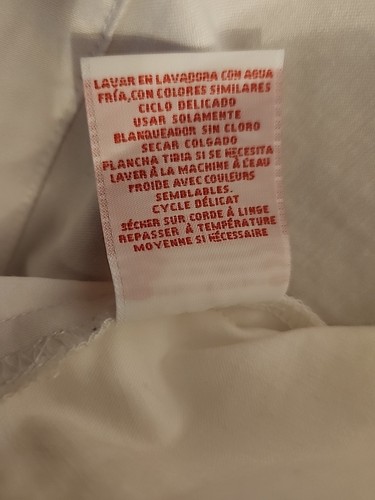 LAVAR EN LAVADORA CON AGUA
FRÍA,CON COLORES SIMILARES
CICLO DELICADO
USAR SOLAMENTE
BLANQUEADOR SIN CLORO
SECAR COLGADO
PLANCHA TIBIA SI SE NECESITA
LAVER À LA MACHINE À L'EAU
FROIDE AVEC COULEURS
SEMBLABLES.
CYCLE DÉLICAT
SÉCHER SUR CORDE À LINGE
REPASSER À TEMPÉRATURE
MOYENNE SI NÉCESSAIRE